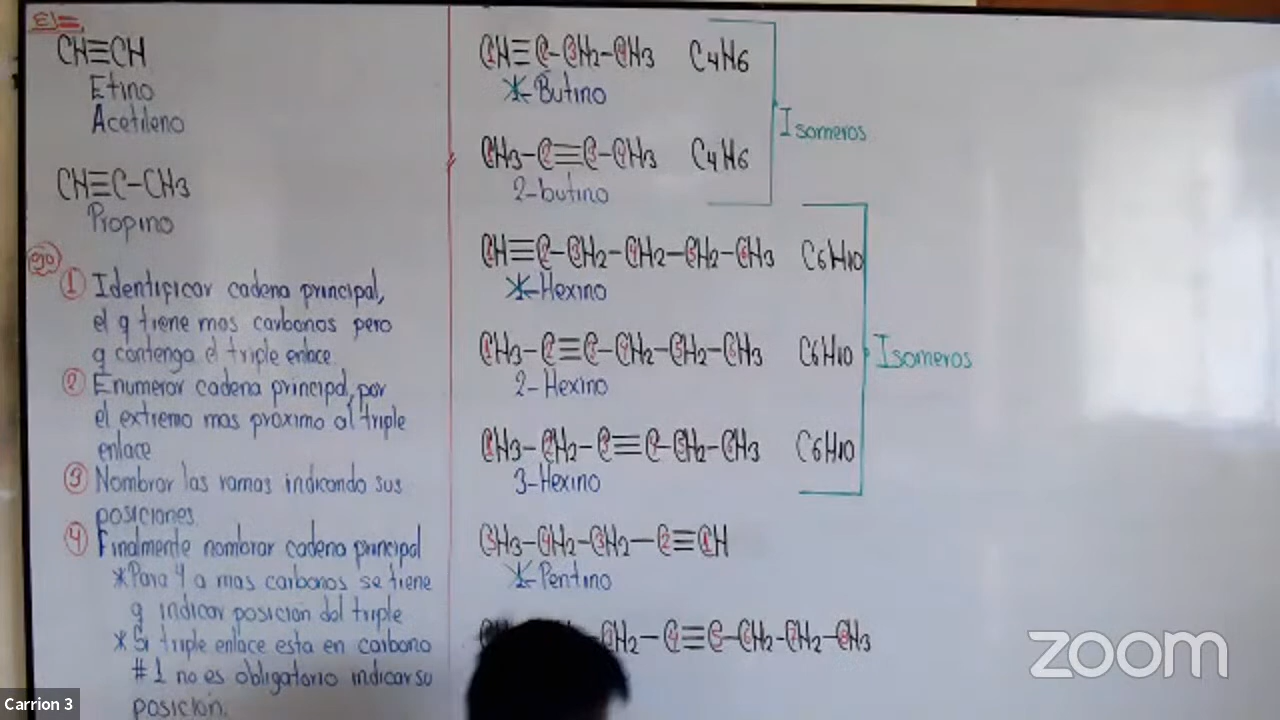 Ej=
CH≡CH
Etino
Acetileno
CH≡C-CH3
Propino
ego
① Identificar cadena principal,
el q tiene mas carbonos pero
q contenga el triple enlace.
② Enumerar cadena principal, por
el extremo mas proximo al triple
enlace
③ Nombrar las ramas indicando sus
posiciones.
④ Finalmente nombrar cadena principal
*Para 4 a mas carbonos se tiene
q indicar posicion del triple
* Si triple enlace esta en carbono
#1 no es obligatorio indicar su
posición.
CH≡C-CH2-CH3 C4H6
1-Butino
CH3-C≡C-CH3 C4H6
2-butino
Isomeros
CH≡C-CH2-CH2-CH2-CH3 C6H10
1-Hexino
CH3-C≡C-CH2-CH2-CH3 C6H10
2-Hexino
CH3-CH2-C≡C-CH2-CH3 C6H10
3-Hexino
Isomeros
CH3-CH2-CH2-C≡CH
1-Pentino
CH2-C≡C-CH2-CH2-CH3
zoom
Carrion 3